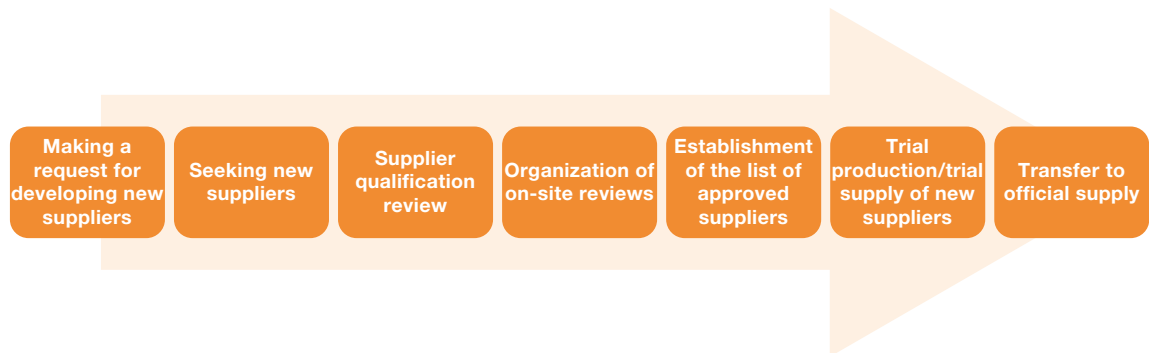 Making a
request for
developing new
suppliers
Seeking new
suppliers
Supplier
qualification
review
Organization of
on-site reviews
Establishment
of the list of
approved
suppliers
Trial
production/trial
supply of new
suppliers
Transfer to
official supply